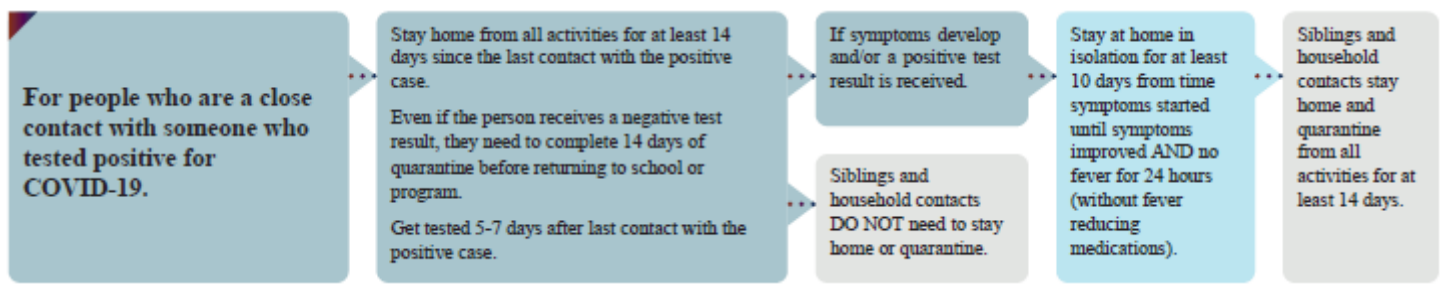 For people who are a close
contact with someone who
tested positive for
COVID-19.
Stay home from all activities for at least 14
days since the last contact with the positive
case.
Even if the person receives a negative test
result, they need to complete 14 days of
quarantine before returning to school or
program.
Get tested 5-7 days after last contact with the
positive case.
If symptoms develop
and/or a positive test
result is received.
Siblings and
household contacts
DO NOT need to stay
home or quarantine.
Stay at home in
isolation for at least
10 days from time
symptoms started
until symptoms
improved AND no
fever for 24 hours
(without fever
reducing
medications).
Siblings and
household
contacts stay
home and
quarantine
from all
activities for at
least 14 days.